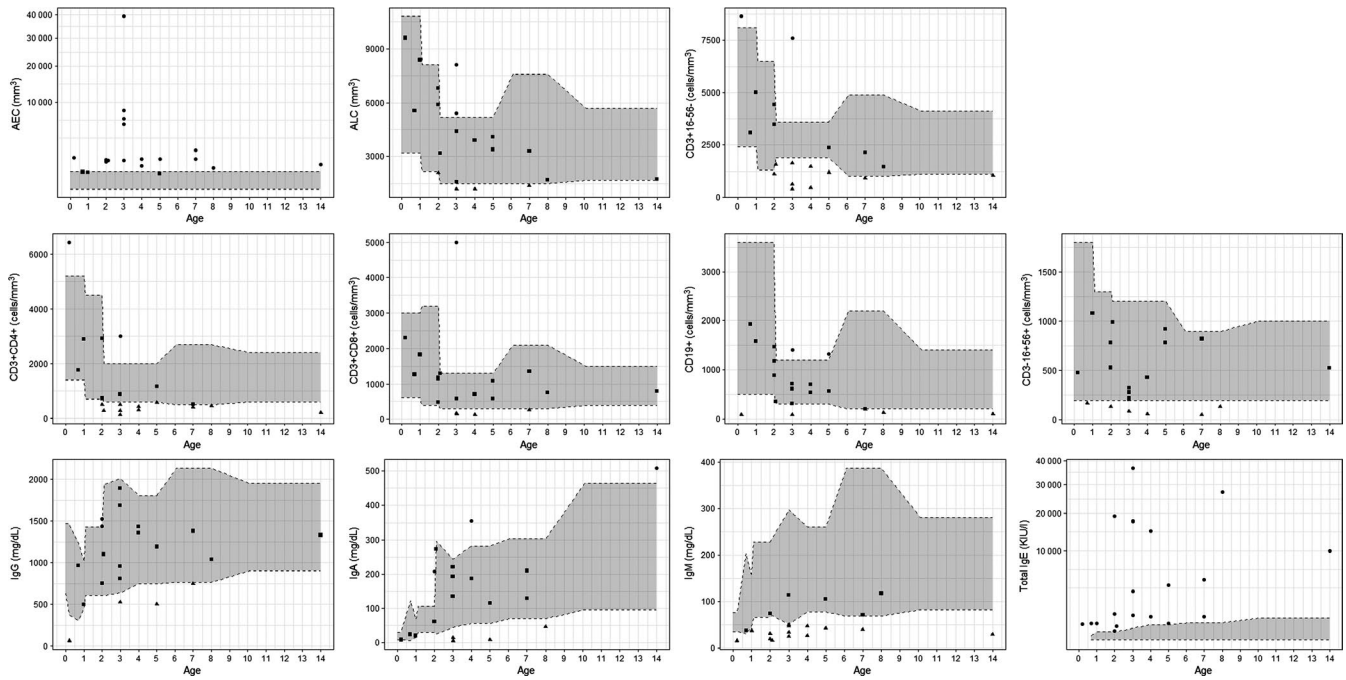 AEC (mm³)
40 000
30 000
20 000
10 000
0 1 2 3 4 5 6 7 8 9 10 11 12 13 14
Age
ALC (mm³)
9000
6000
3000
0 1 2 3 4 5 6 7 8 9 10 11 12 13 14
Age
CD3+16-56- (cells/mm³)
7500
5000
2500
0
0 1 2 3 4 5 6 7 8 9 10 11 12 13 14
Age
CD3+CD4+ (cells/mm³)
6000
4000
2000
0
0 1 2 3 4 5 6 7 8 9 10 11 12 13 14
Age
CD3+CD8+ (cells/mm³)
5000
4000
3000
2000
1000
0
0 1 2 3 4 5 6 7 8 9 10 11 12 13 14
Age
CD19+ (cells/mm³)
3000
2000
1000
0
0 1 2 3 4 5 6 7 8 9 10 11 12 13 14
Age
CD3-16+56+ (cells/mm³)
1500
1000
500
0
0 1 2 3 4 5 6 7 8 9 10 11 12 13 14
Age
IgG (mg/dL)
2000
1500
1000
500
0
0 1 2 3 4 5 6 7 8 9 10 11 12 13 14
Age
IgA (mg/dL)
500
400
300
200
100
0
0 1 2 3 4 5 6 7 8 9 10 11 12 13 14
Age
IgM (mg/dL)
400
300
200
100
0
0 1 2 3 4 5 6 7 8 9 10 11 12 13 14
Age
Total IgE (KIU/l)
40 000
30 000
20 000
10 000
0 1 2 3 4 5 6 7 8 9 10 11 12 13 14
Age